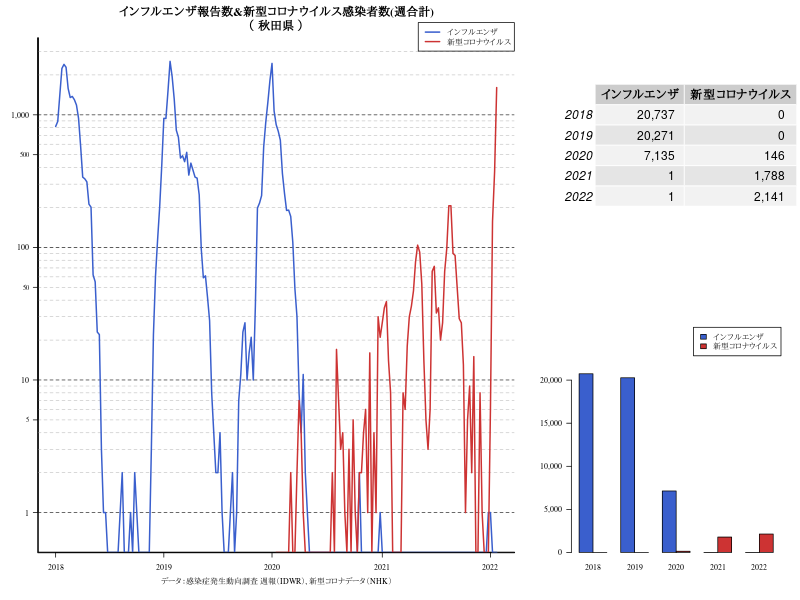 インフルエンザ報告数&新型コロナウイルス感染者数(週合計)
( 秋田県 )
インフルエンザ
新型コロナウイルス
1,000
500
100
50
10
5
1
2018 2019 2020 2021 2022
データ：感染症発生動向調査 週報(IDWR)、新型コロナデータ(NHK)
インフルエンザ 新型コロナウイルス
2018 20,737 0
2019 20,271 0
2020 7,135 146
2021 1 1,788
2022 1 2,141
インフルエンザ
新型コロナウイルス
20,000
15,000
10,000
5,000
0
2018 2019 2020 2021 2022